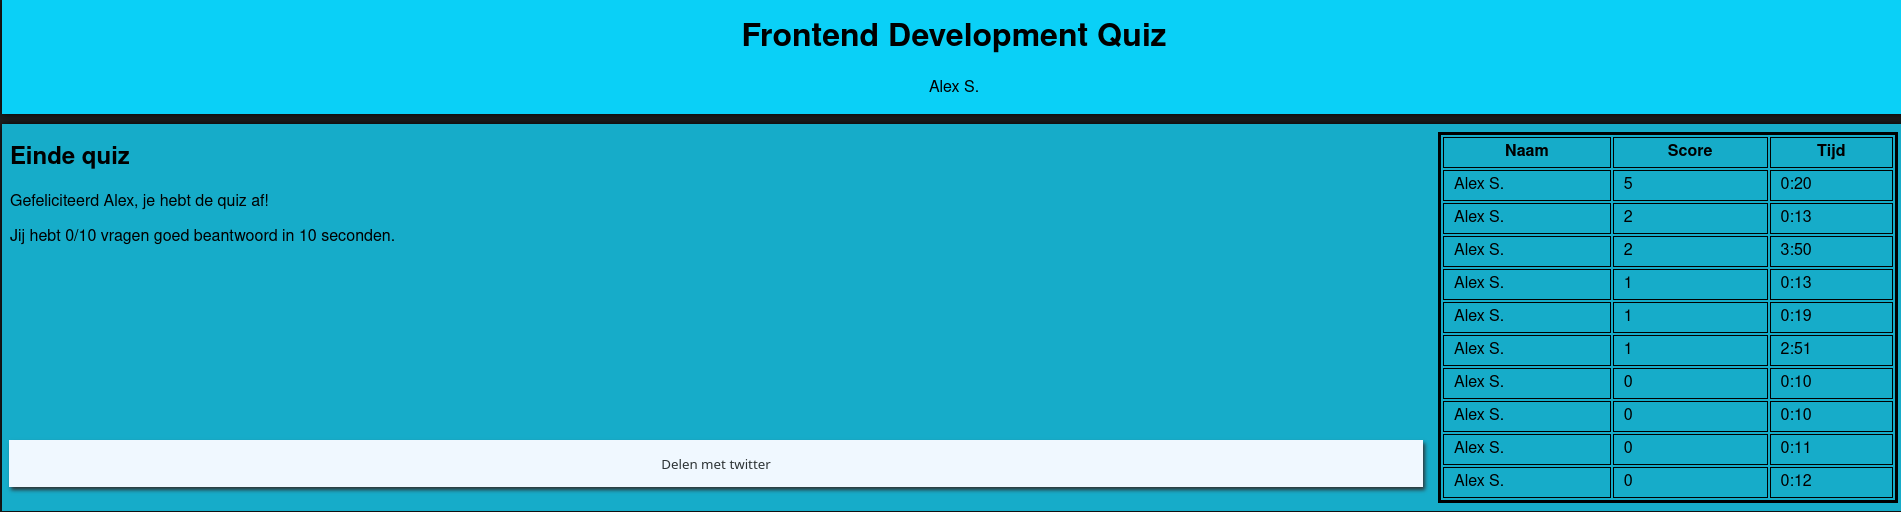 Frontend Development Quiz
Alex S.
Einde quiz
Gefeliciteerd Alex, je hebt de quiz af!
Jij hebt 0/10 vragen goed beantwoord in 10 seconden.
Delen met twitter
Naam Score Tijd
Alex S. 5 0:20
Alex S. 2 0:13
Alex S. 2 3:50
Alex S. 1 0:13
Alex S. 1 0:19
Alex S. 1 2:51
Alex S. 0 0:10
Alex S. 0 0:10
Alex S. 0 0:11
Alex S. 0 0:12